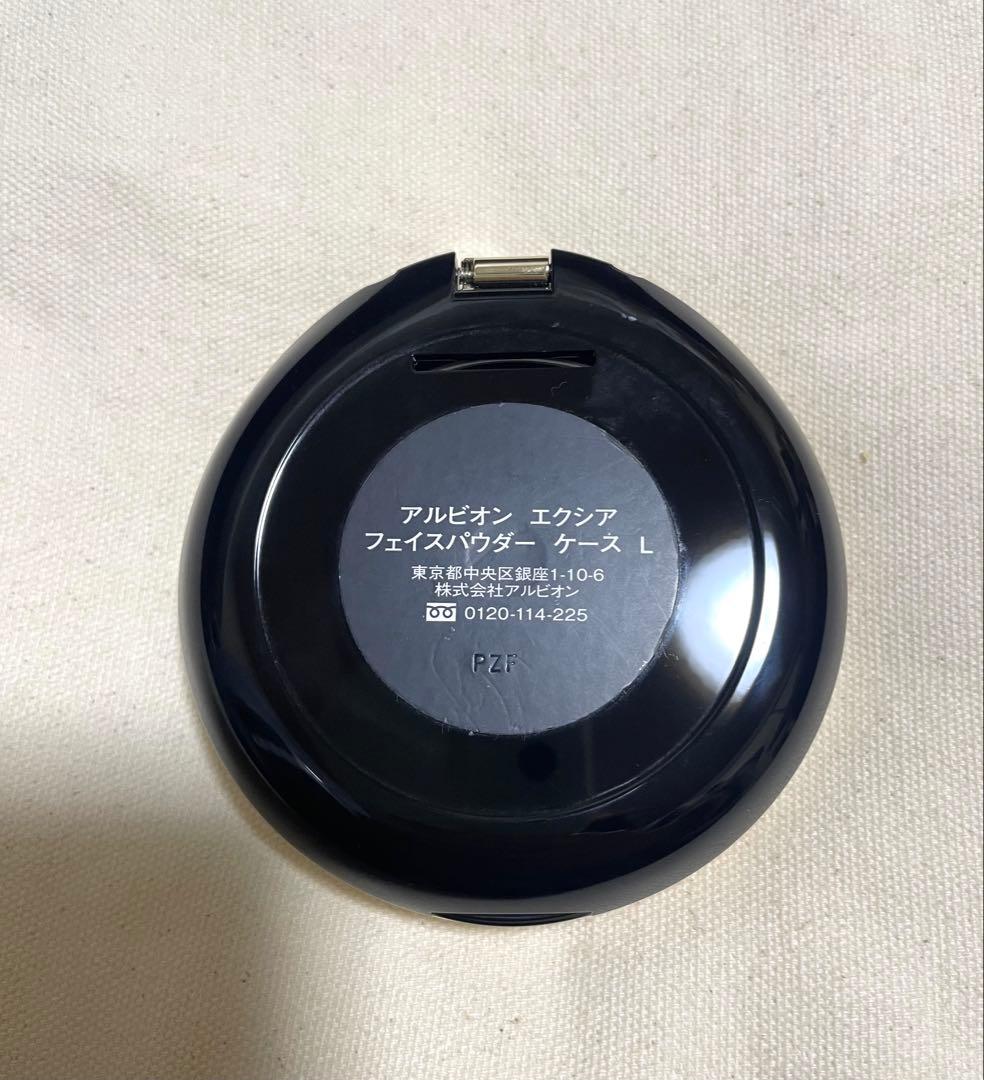 アルビオン エクシア
フェイスパウダー ケース L
東京都中央区銀座1-10-6
株式会社アルビオン
0120-114-225
PZF